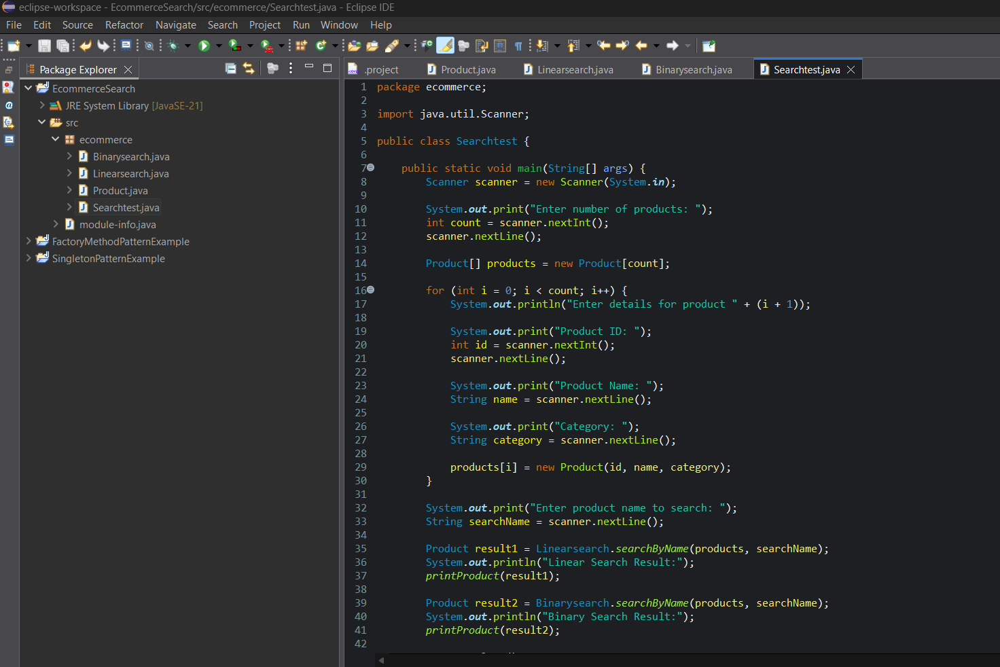 eclipse-workspace - EcommerceSearch/src/ecommerce/Searchtest.java - Eclipse IDE
File Edit Source Refactor Navigate Search Project Run Window Help
Package Explorer
EcommerceSearch
JRE System Library [JavaSE-21]
src
ecommerce
Binarysearch.java
Linearsearch.java
Product.java
Searchtest.java
module-info.java
FactoryMethodPatternExample
SingletonPatternExample
.project Product.java Linearsearch.java Binarysearch.java Searchtest.java
1 package ecommerce;
2
3 import java.util.Scanner;
4
5 public class Searchtest {
6
7 public static void main(String[] args) {
8 Scanner scanner = new Scanner(System.in);
9
10 System.out.print("Enter number of products: ");
11 int count = scanner.nextInt();
12 scanner.nextLine();
13
14 Product[] products = new Product[count];
15
16 for (int i = 0; i < count; i++) {
17 System.out.println("Enter details for product " + (i + 1));
18
19 System.out.print("Product ID: ");
20 int id = scanner.nextInt();
21 scanner.nextLine();
22
23 System.out.print("Product Name: ");
24 String name = scanner.nextLine();
25
26 System.out.print("Category: ");
27 String category = scanner.nextLine();
28
29 products[i] = new Product(id, name, category);
30 }
31
32 System.out.print("Enter product name to search: ");
33 String searchName = scanner.nextLine();
34
35 Product result1 = Linearsearch.searchByName(products, searchName);
36 System.out.println("Linear Search Result:");
37 printProduct(result1);
38
39 Product result2 = Binarysearch.searchByName(products, searchName);
40 System.out.println("Binary Search Result:");
41 printProduct(result2);
42